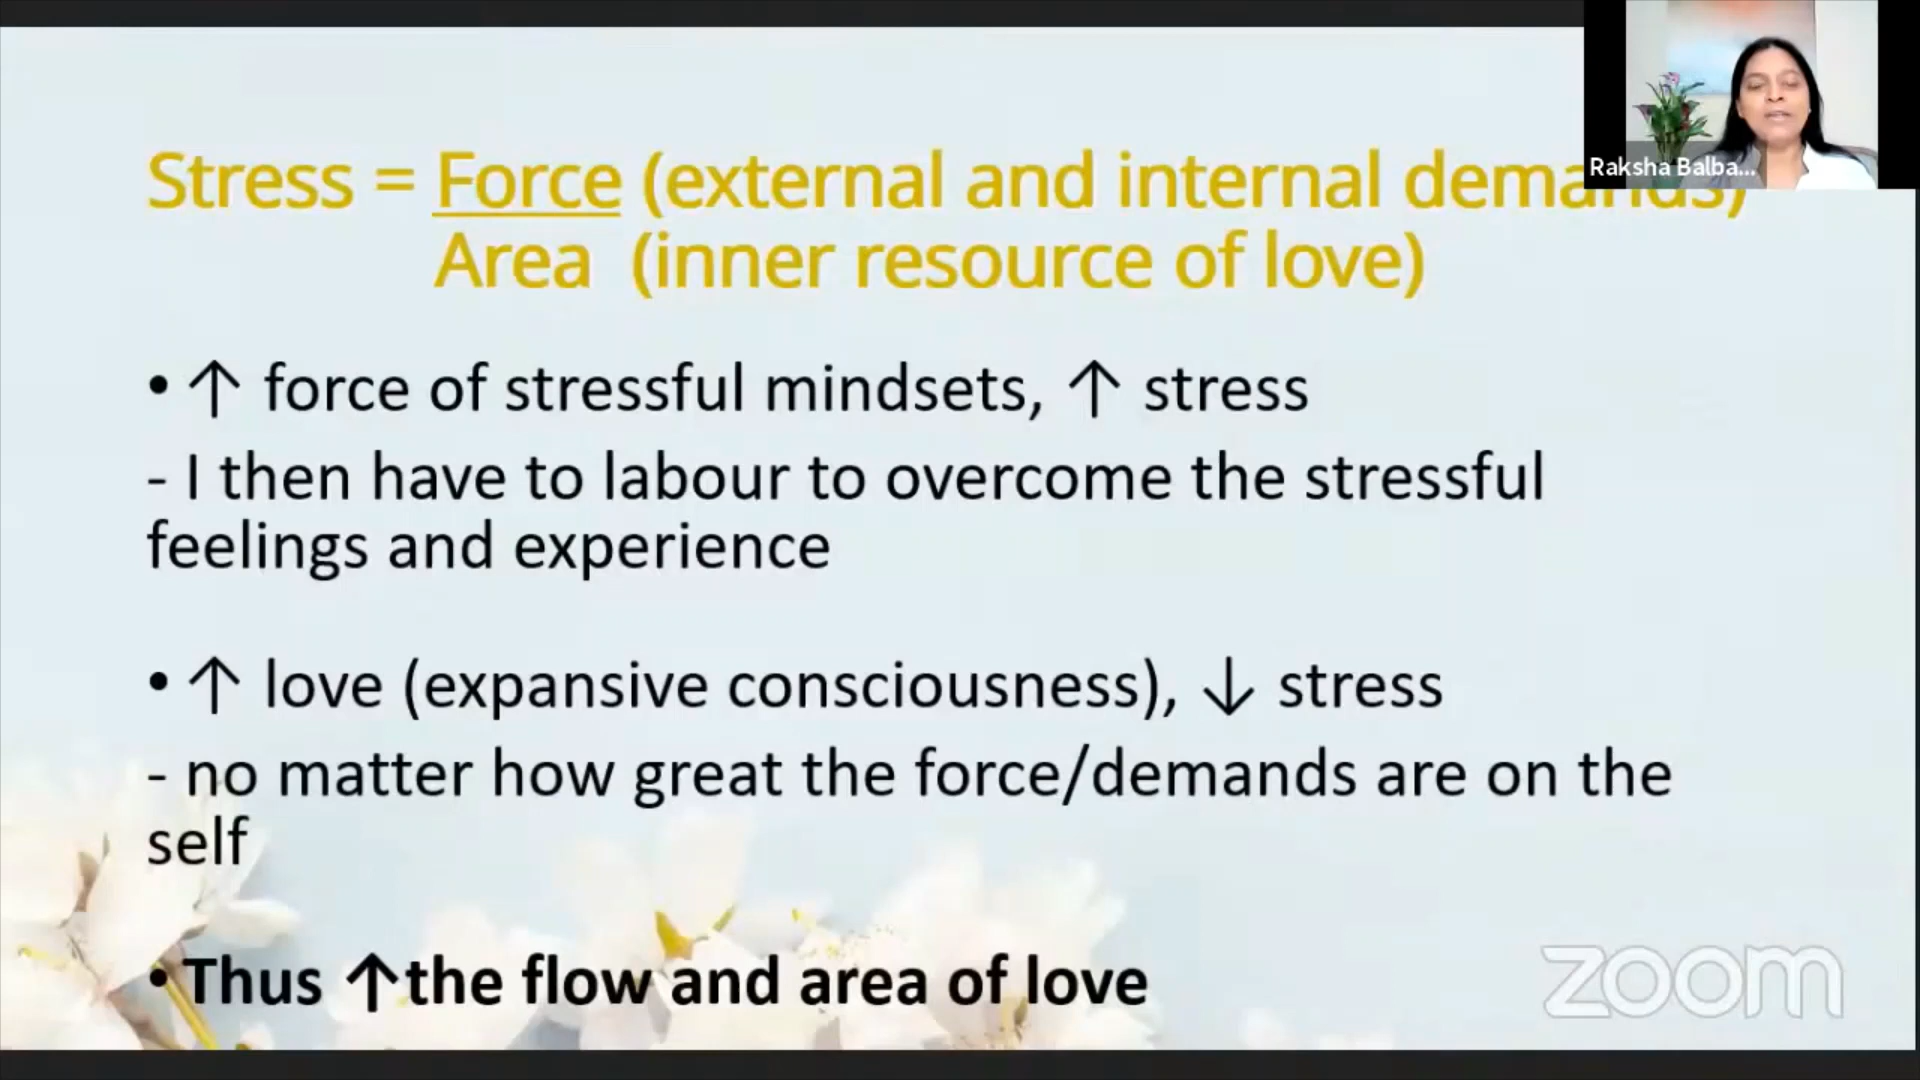 Stress = Force (external and internal demands)
Area (inner resource of love)
Raksha Balba...
• ↑ force of stressful mindsets, ↑ stress
- I then have to labour to overcome the stressful
feelings and experience
• ↑ love (expansive consciousness), ↓ stress
- no matter how great the force/demands are on the
self
• Thus ↑the flow and area of love
zoom